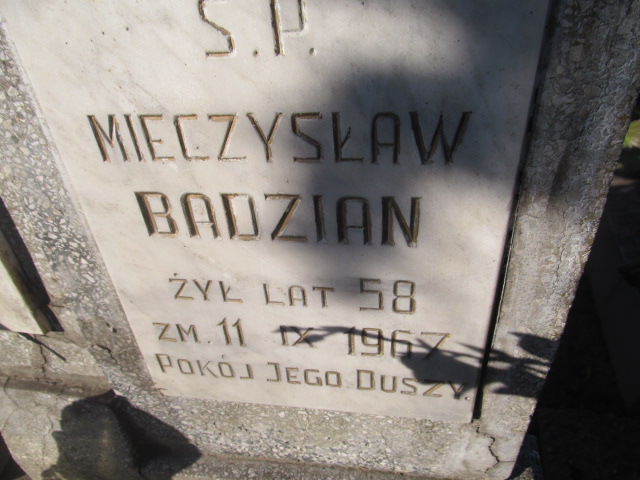 Ś.P.
MIECZYSŁAW
BADZIAN
ŻYŁ LAT 58
ZM. 11 IX 1967
POKÓJ JEGO DUSZY.